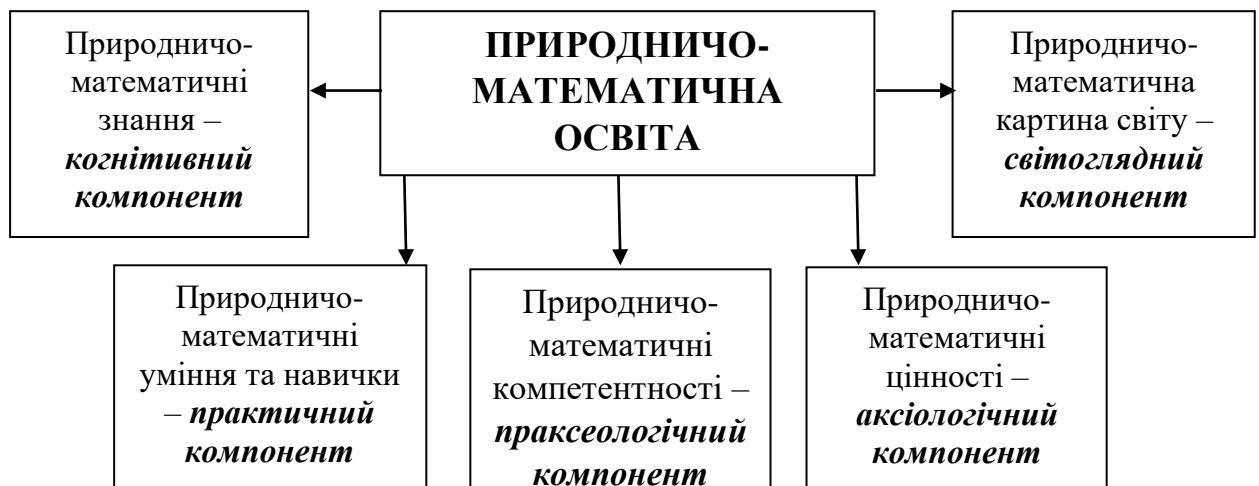 Природничо-
математичні
знання –
когнітивний
компонент
ПРИРОДНИЧО-
МАТЕМАТИЧНА
ОСВІТА
Природничо-
математична
картина світу –
світоглядний
компонент
Природничо-
математичні
уміння та навички
– практичний
компонент
Природничо-
математичні
компетентності –
праксеологічний
компонент
Природничо-
математичні
цінності –
аксіологічний
компонент